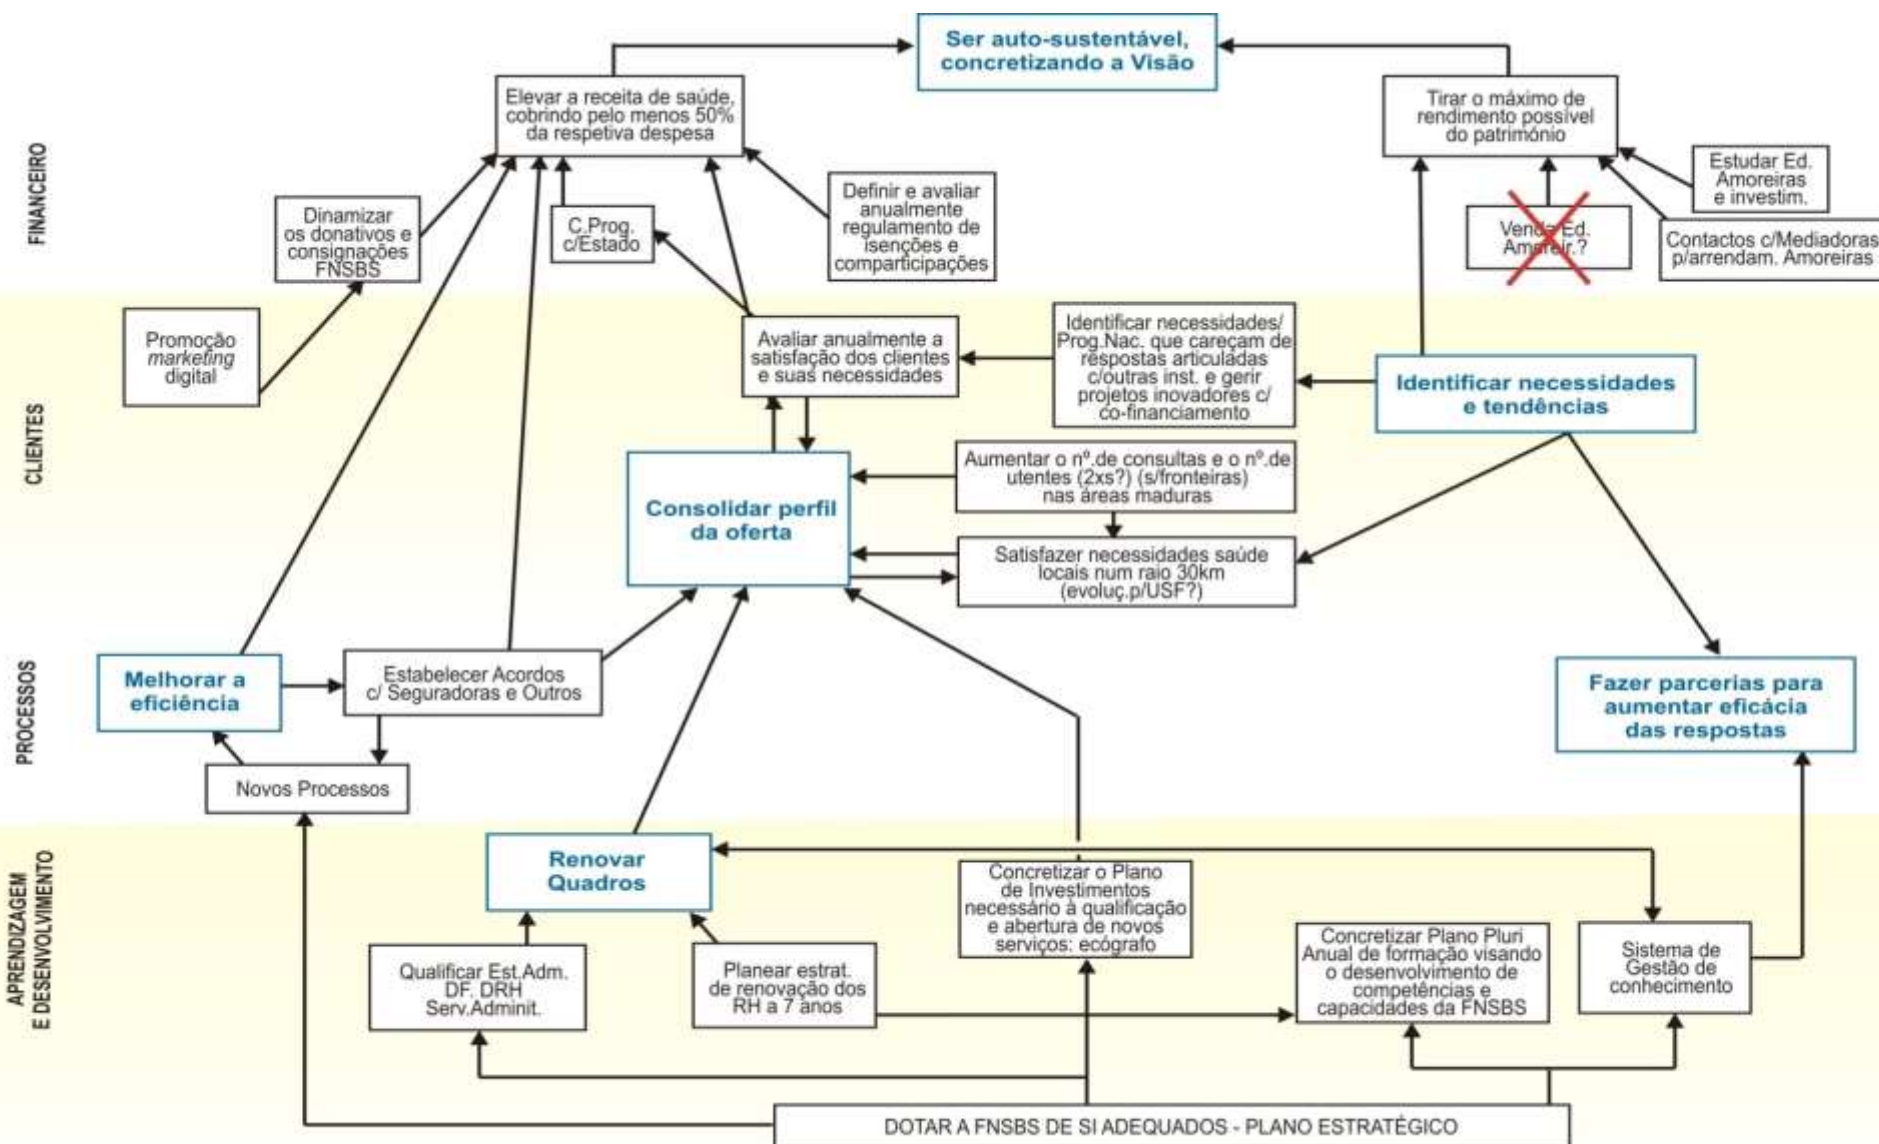 Ser auto-sustentável,
concretizando a Visão
FINANCEIRO
Elevar a receita de saúde,
cobrindo pelo menos 50%
da respetiva despesa
Tirar o máximo de
rendimento possível
do património
Dinamizar
os donativos e
consignações
FNSBS
C.Prog.
c/Estado
Definir e avaliar
anualmente
regulamento de
isenções e
comparticipações
Venda Ed.
Amoreir.?
Estudar Ed.
Amoreiras
e investim.
Contactos c/Mediadoras
p/arrendam. Amoreiras
CLIENTES
Promoção
marketing
digital
Avaliar anualmente a
satisfação dos clientes
e suas necessidades
Identificar necessidades/
Prog.Nac. que careçam de
respostas articuladas
c/outras inst. e gerir
projetos inovadores c/
co-financiamento
Identificar necessidades
e tendências
Consolidar perfil
da oferta
Aumentar o nº.de consultas e o nº.de
utentes (2xs?) (s/fronteiras)
nas áreas maduras
Satisfazer necessidades saúde
locais num raio 30km
(evoluç.p/USF?)
PROCESSOS
Melhorar a
eficiência
Estabelecer Acordos
c/ Seguradoras e Outros
Fazer parcerias para
aumentar eficácia
das respostas
Novos Processos
APRENDIZAGEM
E DESENVOLVIMENTO
Renovar
Quadros
Concretizar o Plano
de Investimentos
necessário à qualificação
e abertura de novos
serviços: ecógrafo
Qualificar Est.Adm.
DF. DRH
Serv.Adminit.
Planear estrat.
de renovação dos
RH a 7 anos
Concretizar Plano Pluri
Anual de formação visando
o desenvolvimento de
competências e
capacidades da FNSBS
Sistema de
Gestão de
conhecimento
DOTAR A FNSBS DE SI ADEQUADOS - PLANO ESTRATÉGICO